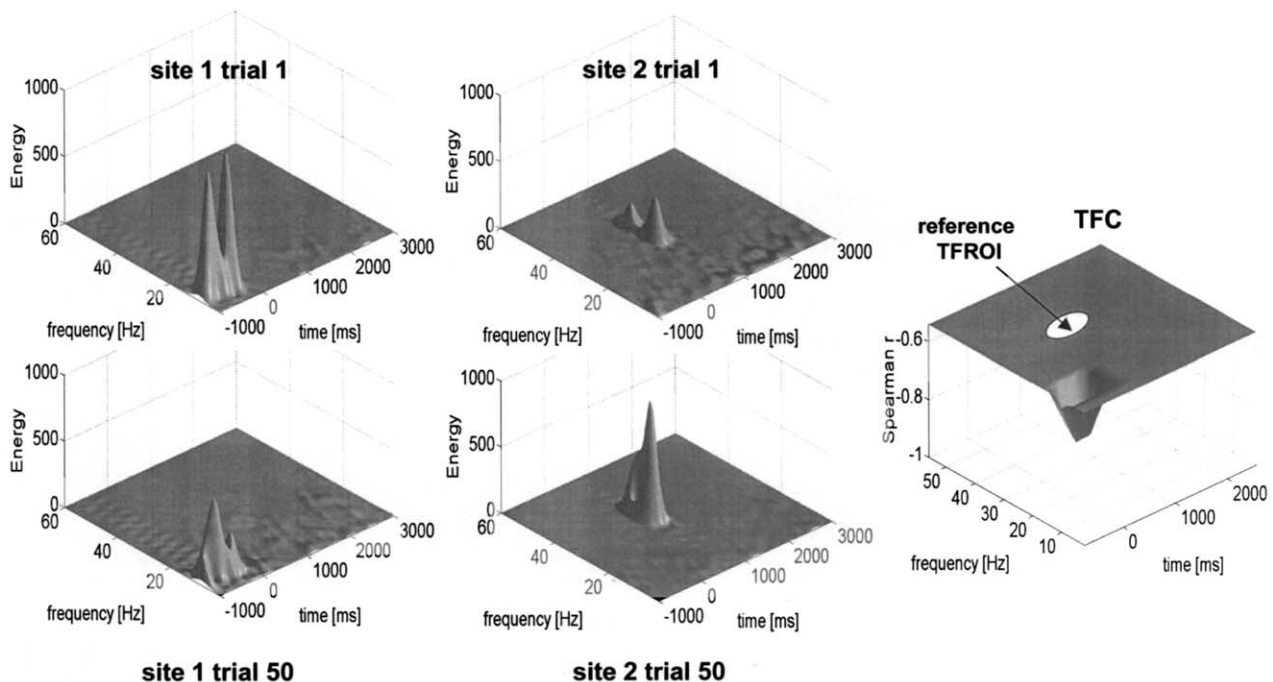 site 1 trial 1
1000
500
0
Energy
60
40
20
frequency [Hz]
-1000
0
1000
2000
3000
time [ms]
site 2 trial 1
1000
500
0
Energy
60
40
20
frequency [Hz]
-1000
0
1000
2000
3000
time [ms]
1000
500
0
Energy
60
40
20
frequency [Hz]
-1000
0
1000
2000
3000
time [ms]
site 1 trial 50
1000
500
0
Energy
60
40
20
frequency [Hz]
-1000
0
1000
2000
3000
time [ms]
site 2 trial 50
TFC
reference
TFROI
-0.6
-0.8
-1
Spearman r
50
40
30
20
10
frequency [Hz]
0
1000
2000
time [ms]